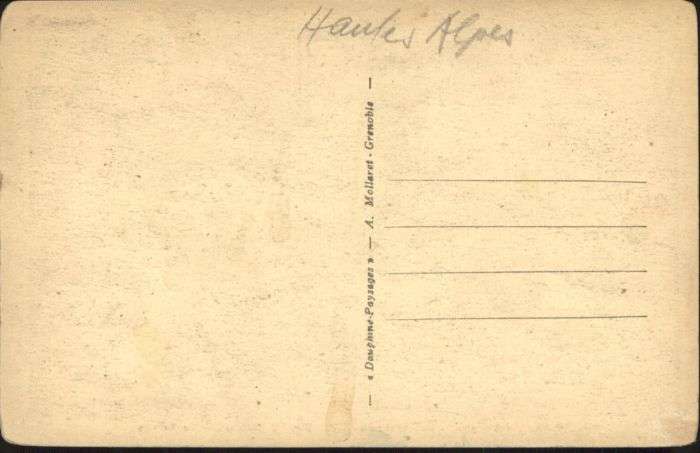 Hautes Alpes
— « Dauphiné-Paysages » — A. Mollaret - Grenoble —